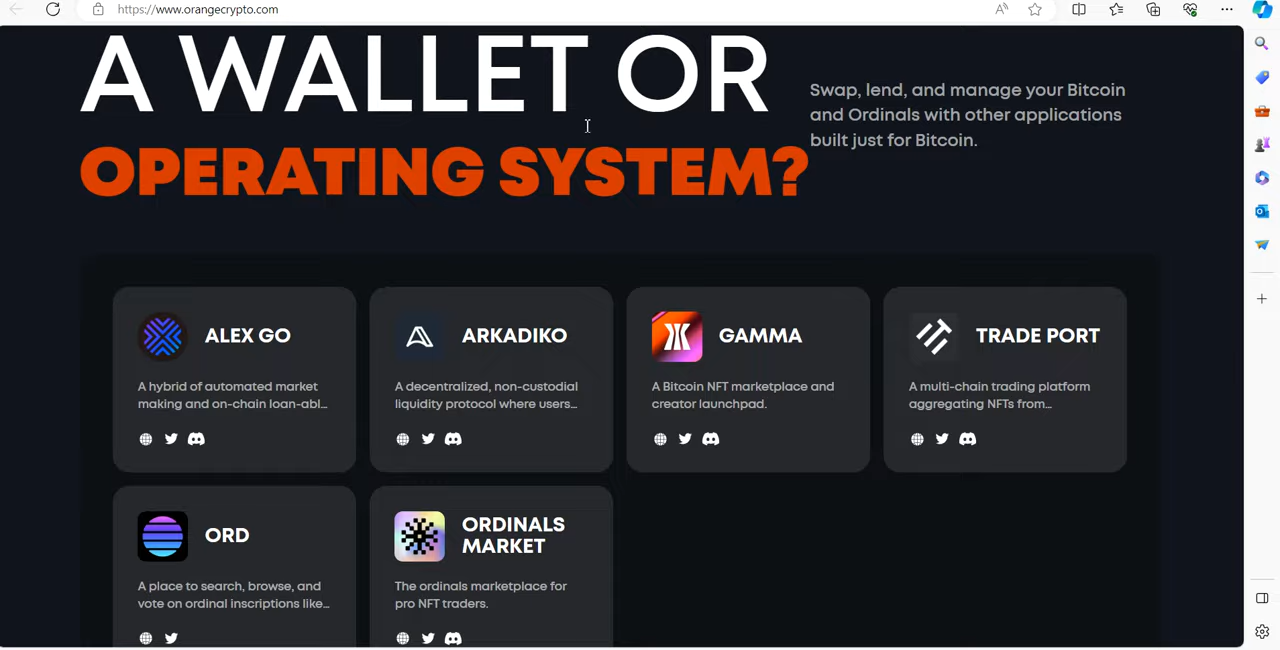 https://www.orangecrypto.com
A WALLET OR
OPERATING SYSTEM?
Swap, lend, and manage your Bitcoin
and Ordinals with other applications
built just for Bitcoin.
ALEX GO
A hybrid of automated market
making and on-chain loan-abl...
ARKADIKO
A decentralized, non-custodial
liquidity protocol where users...
GAMMA
A Bitcoin NFT marketplace and
creator launchpad.
TRADE PORT
A multi-chain trading platform
aggregating NFTs from...
ORD
A place to search, browse, and
vote on ordinal inscriptions like...
ORDINALS
MARKET
The ordinals marketplace for
pro NFT traders.